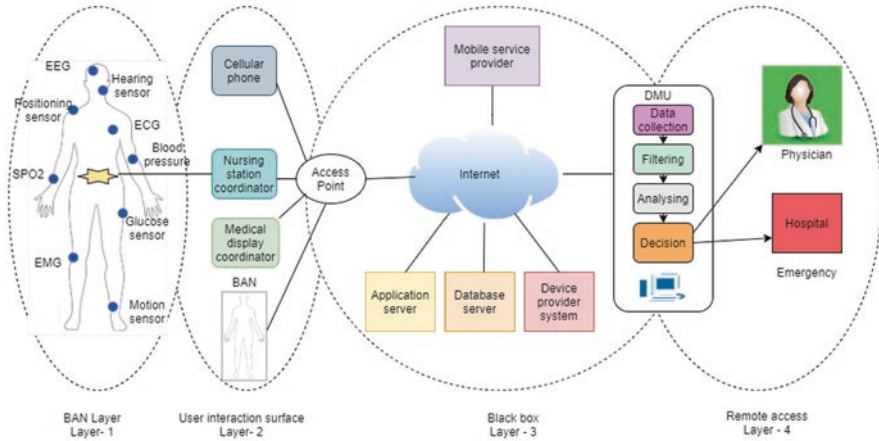 EEG
Hearing
sensor
Positioning
sensor
ECG
Blood
pressure
SPO2
Glucose
sensor
EMG
Motion
sensor
BAN Layer
Layer- 1
Cellular
phone
Nursing
station
coordinator
Medical
display
coordinator
BAN
Access
Point
User interaction surface
Layer- 2
Mobile service
provider
Internet
Application
server
Database
server
Device
provider
system
Black box
Layer - 3
DMU
Data
collection
Filtering
Analysing
Decision
Physician
Hospital
Emergency
Remote access
Layer - 4